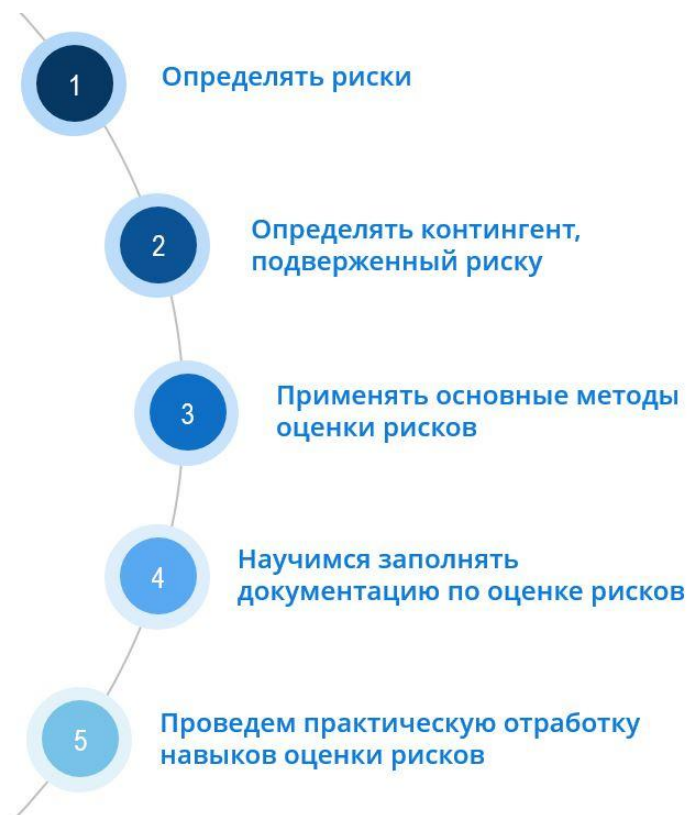 1
Определять риски
2
Определять контингент,
подверженный риску
3
Применять основные методы
оценки рисков
4
Научимся заполнять
документацию по оценке рисков
5
Проведем практическую отработку
навыков оценки рисков